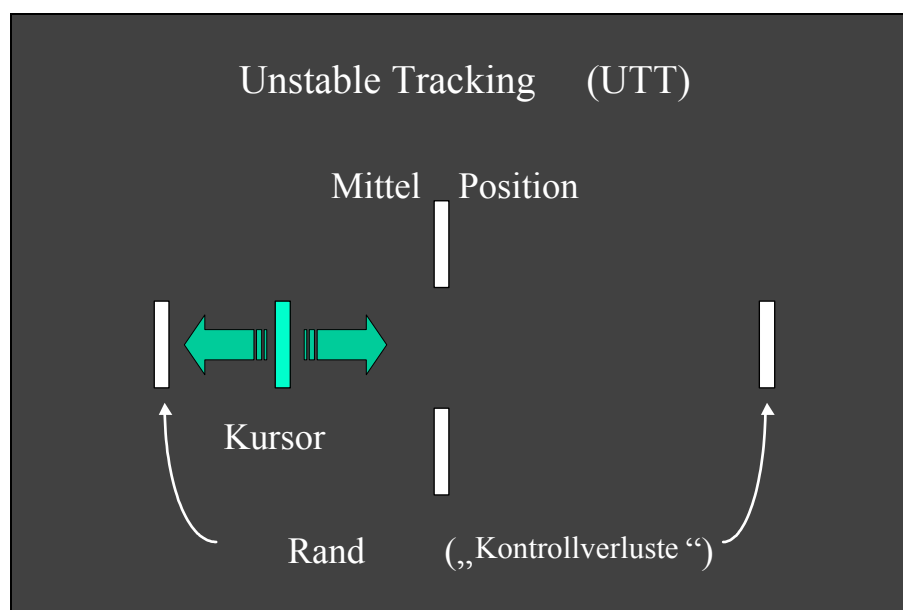 Unstable Tracking (UTT)
Mittel Position
Kursor
Rand („Kontrollverluste “)